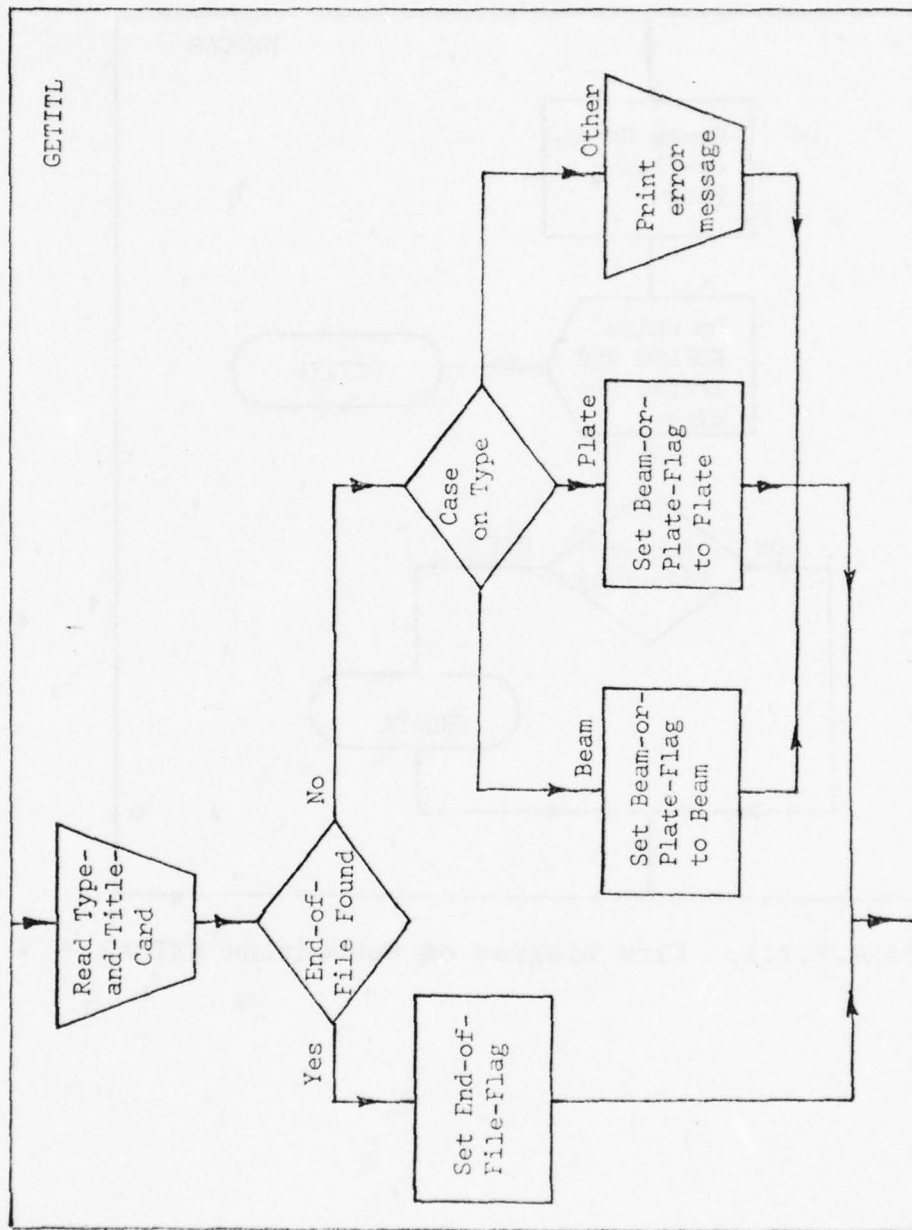 GETITL
Read Type-
and-Title-
Card
End-of-
File Found
Yes
No
Set End-of-
File-Flag
Case
on Type
Beam
Plate
Other
Set Beam-or-
Plate-Flag
to Beam
Set Beam-or-
Plate-Flag
to Plate
Print
error
message